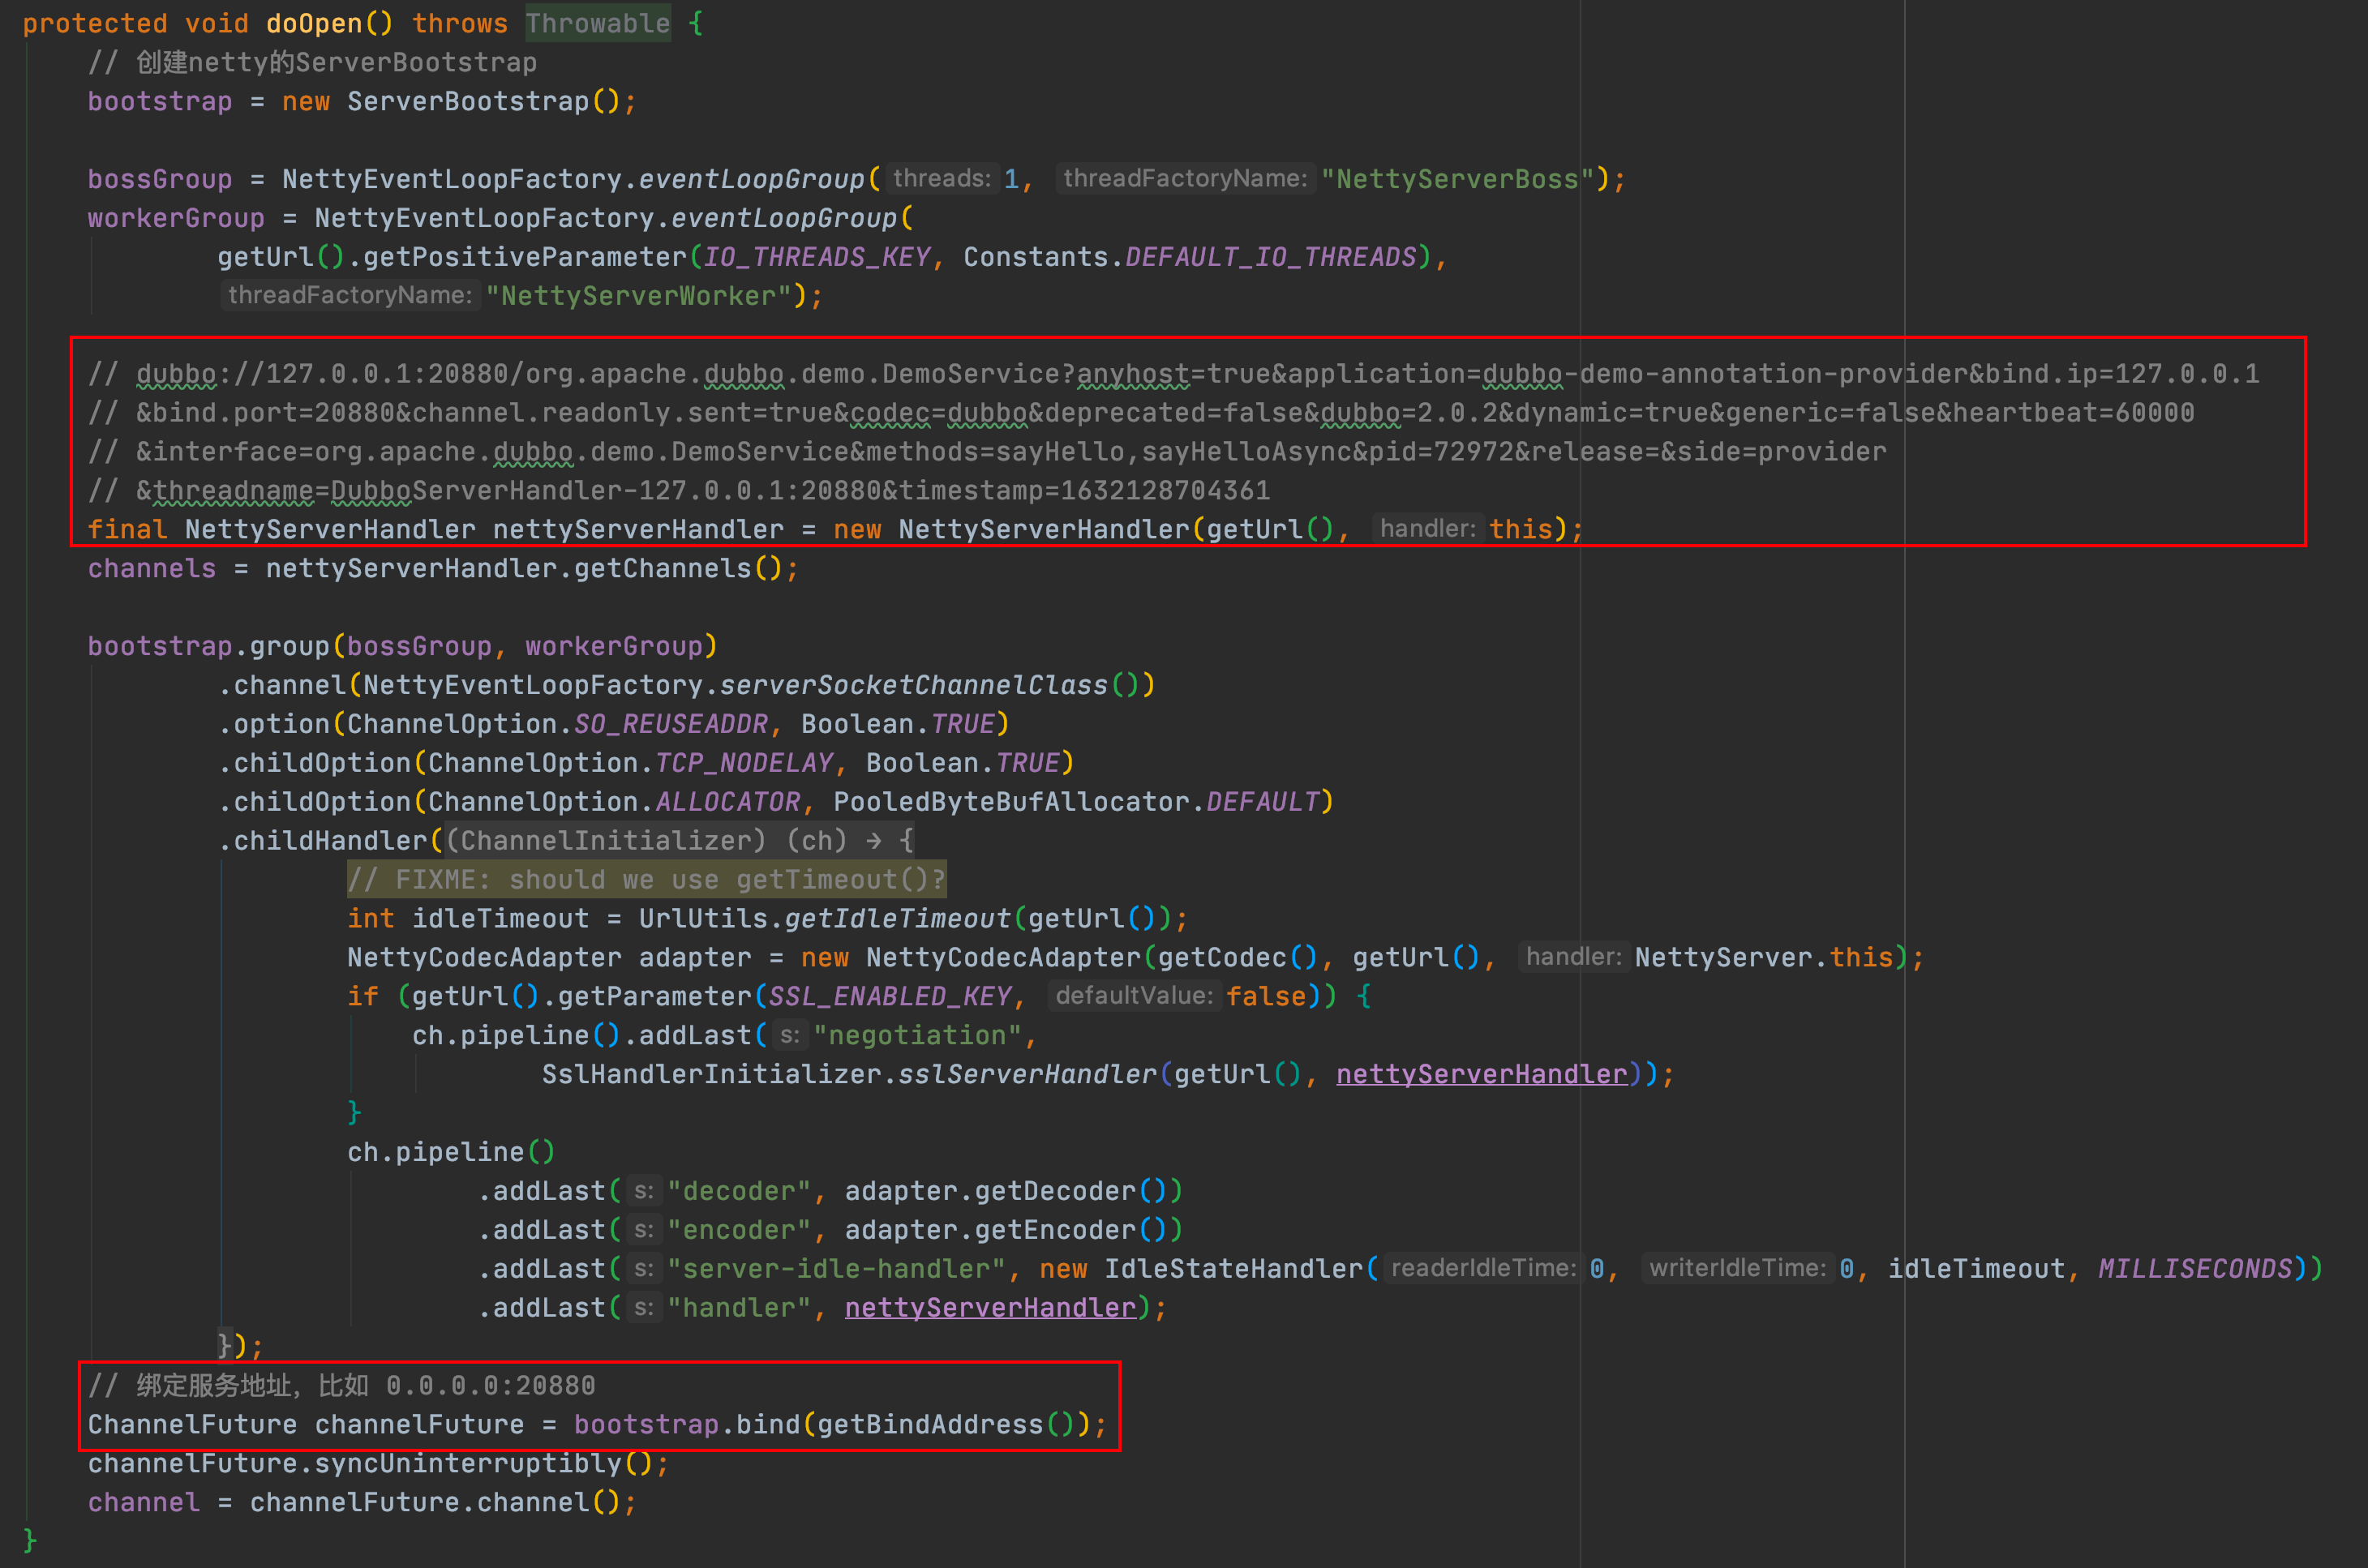 protected void doOpen() throws Throwable {
// 创建netty的ServerBootstrap
bootstrap = new ServerBootstrap();
bossGroup = NettyEventLoopFactory.eventLoopGroup( threads: 1, threadFactoryName: "NettyServerBoss");
workerGroup = NettyEventLoopFactory.eventLoopGroup(
getUrl().getPositiveParameter(IO_THREADS_KEY, Constants.DEFAULT_IO_THREADS),
threadFactoryName: "NettyServerWorker");
// dubbo://127.0.0.1:20880/org.apache.dubbo.demo.DemoService?anyhost=true&application=dubbo-demo-annotation-provider&bind.ip=127.0.0.1
// &bind.port=20880&channel.readonly.sent=true&codec=dubbo&deprecated=false&dubbo=2.0.2&dynamic=true&generic=false&heartbeat=60000
// &interface=org.apache.dubbo.demo.DemoService&methods=sayHello,sayHelloAsync&pid=72972&release=&side=provider
// &threadname=DubboServerHandler-127.0.0.1:20880&timestamp=1632128704361
final NettyServerHandler nettyServerHandler = new NettyServerHandler(getUrl(), handler: this);
channels = nettyServerHandler.getChannels();
bootstrap.group(bossGroup, workerGroup)
.channel(NettyEventLoopFactory.serverSocketChannelClass())
.option(ChannelOption.SO_REUSEADDR, Boolean.TRUE)
.childOption(ChannelOption.TCP_NODELAY, Boolean.TRUE)
.childOption(ChannelOption.ALLOCATOR, PooledByteBufAllocator.DEFAULT)
.childHandler((ChannelInitializer) (ch) → {
// FIXME: should we use getTimeout()?
int idleTimeout = UrlUtils.getIdleTimeout(getUrl());
NettyCodecAdapter adapter = new NettyCodecAdapter(getCodec(), getUrl(), handler: NettyServer.this);
if (getUrl().getParameter(SSL_ENABLED_KEY, defaultValue: false)) {
ch.pipeline().addLast( s: "negotiation",
SslHandlerInitializer.sslServerHandler(getUrl(), nettyServerHandler));
}
ch.pipeline()
.addLast( s: "decoder", adapter.getDecoder())
.addLast( s: "encoder", adapter.getEncoder())
.addLast( s: "server-idle-handler", new IdleStateHandler( readerIdleTime: 0, writerIdleTime: 0, idleTimeout, MILLISECONDS))
.addLast( s: "handler", nettyServerHandler);
});
// 绑定服务地址，比如 0.0.0.0:20880
ChannelFuture channelFuture = bootstrap.bind(getBindAddress());
channelFuture.syncUninterruptibly();
channel = channelFuture.channel();
}